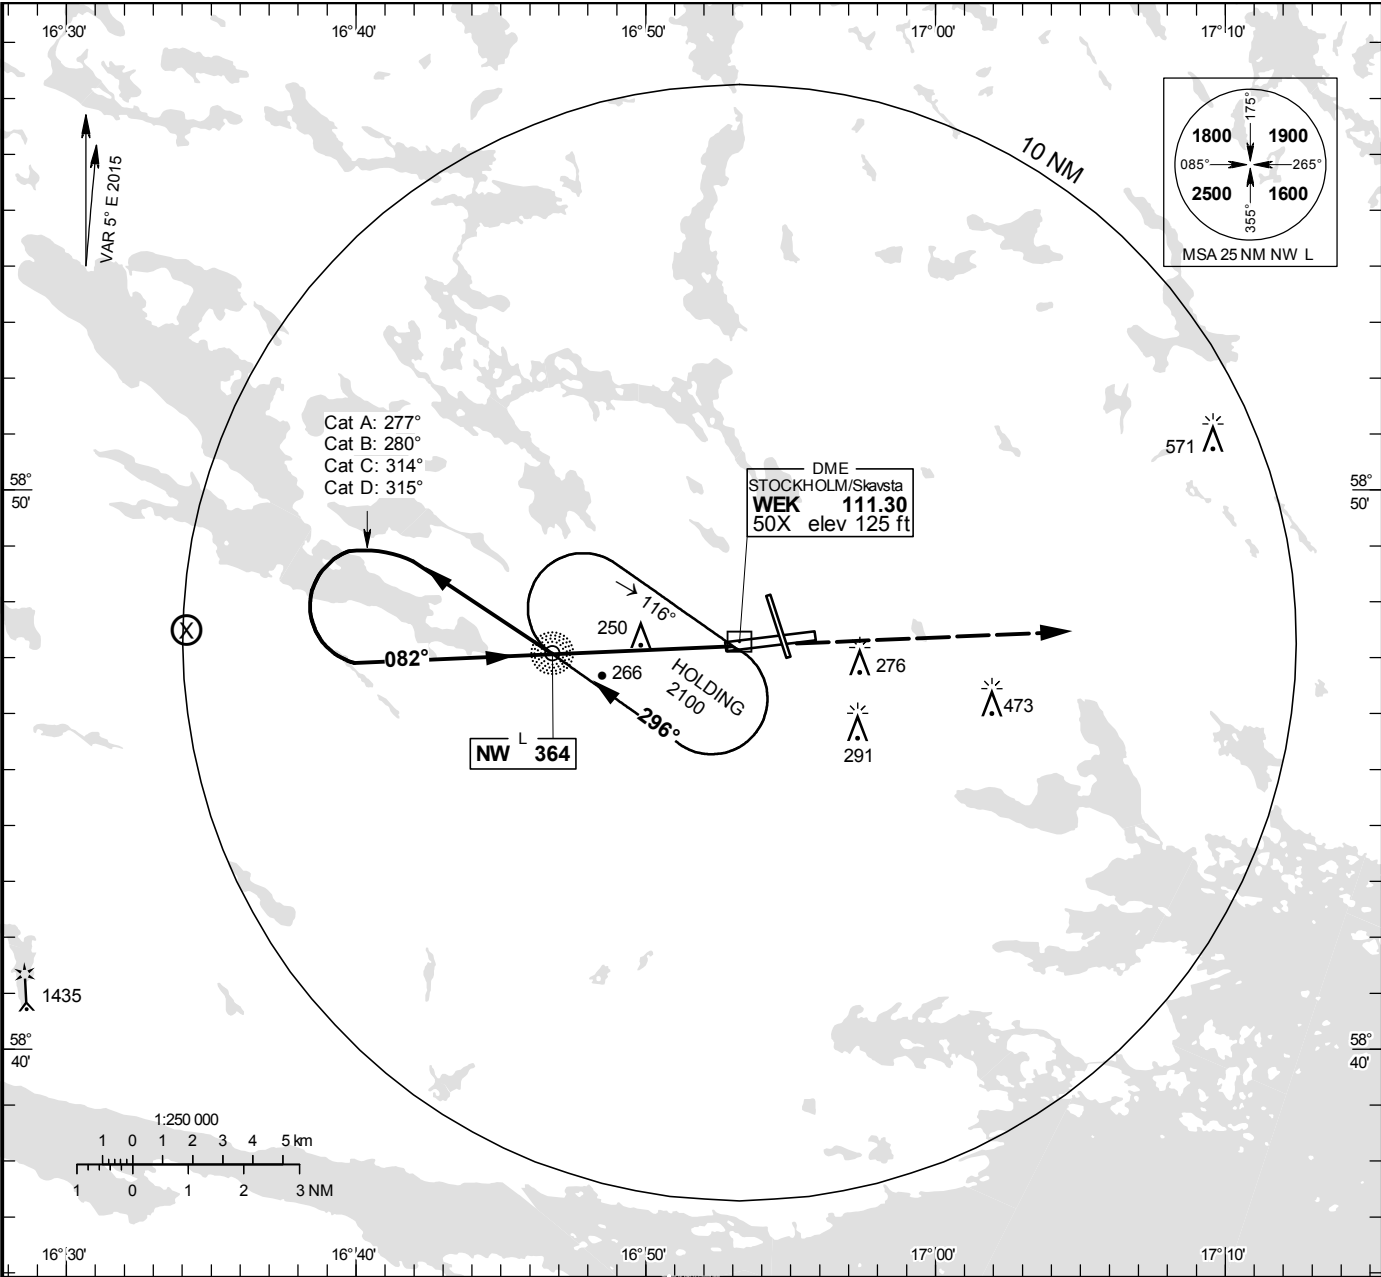 16°30'
16°40'
16°50'
17°00'
17°10'
VAR 5° E 2015
10 NM
175°
1800 1900
085° 265°
2500 1600
355°
MSA 25 NM NW L
Cat A: 277°
Cat B: 280°
Cat C: 314°
Cat D: 315°
571
58°
50'
58°
50'
DME
STOCKHOLM/Skavsta
WEK 111.30
50X elev 125 ft
116°
250
X
082°
266
HOLDING
2100
296°
276
473
291
L
NW 364
1435
58°
40'
58°
40'
1:250 000
1 0 1 2 3 4 5 km
1 0 1 2 3 NM
16°30'
16°40'
16°50'
17°00'
17°10'